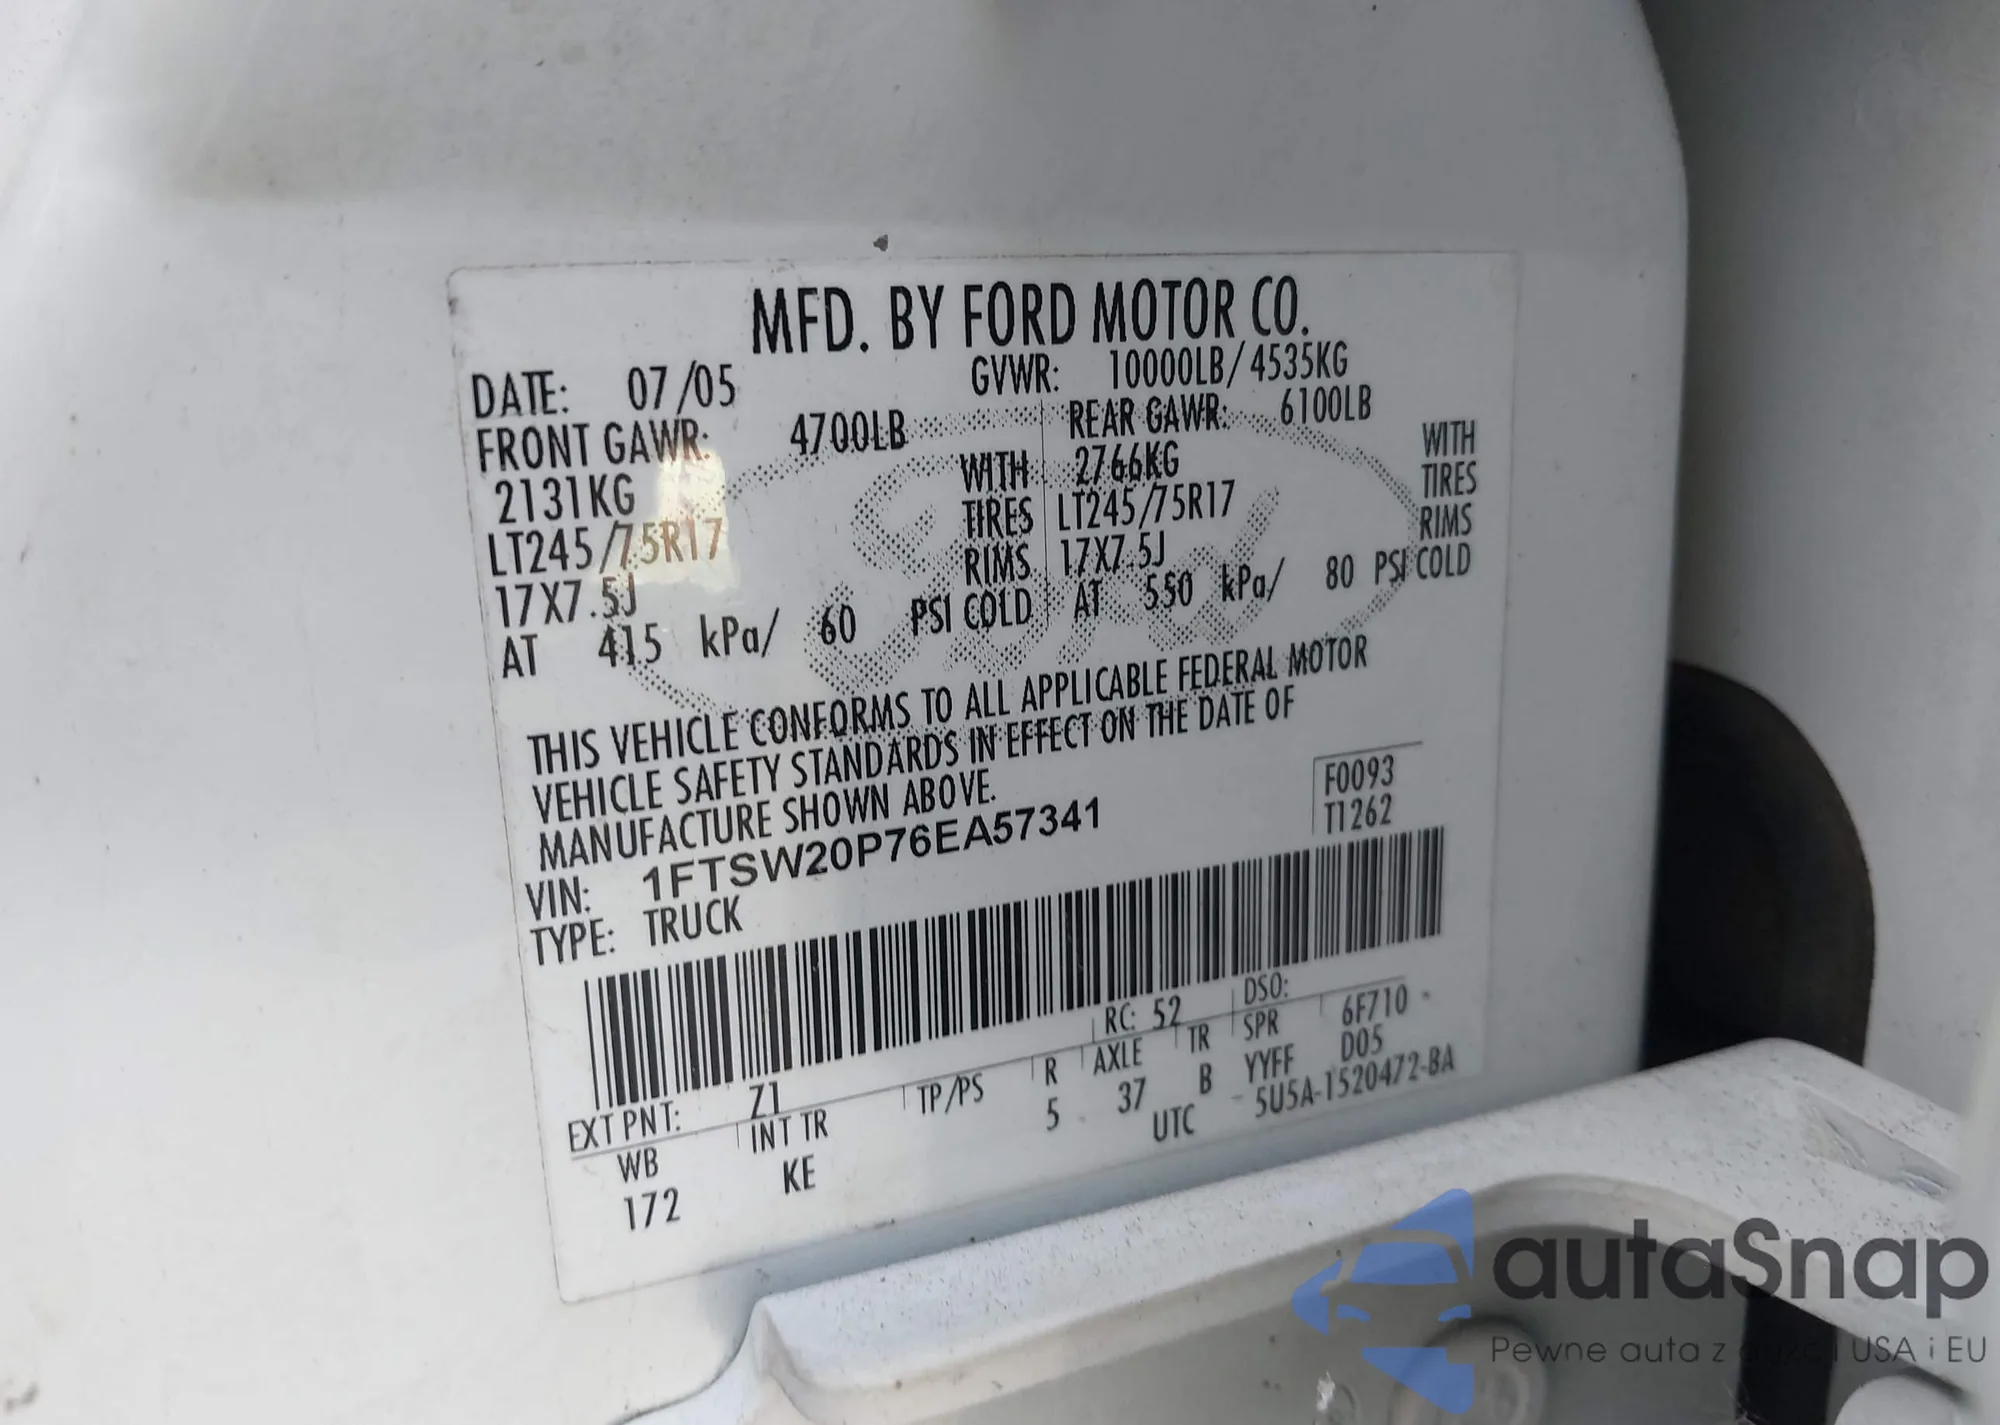 MFD. BY FORD MOTOR CO.
DATE: 07/05 GVWR: 10000LB/4535KG
FRONT GAWR: 4700LB REAR GAWR: 6100LB
2131KG WITH 2766KG WITH
LT245/75R17 TIRES LT245/75R17 TIRES
17X7.5J RIMS 17X7.5J RIMS
AT 415 kPa/ 60 PSI COLD AT 550 kPa/ 80 PSI COLD
THIS VEHICLE CONFORMS TO ALL APPLICABLE FEDERAL MOTOR
VEHICLE SAFETY STANDARDS IN EFFECT ON THE DATE OF
MANUFACTURE SHOWN ABOVE.
F0093
T1262
VIN: 1FTSW20P76EA57341
TYPE: TRUCK
EXT PNT: Z1 RC: 52 DSO:
WB INT TR TP/PS R AXLE TR SPR 6F710
172 KE 5 37 B YYFF D05
UTC 5U5A-1520472-BA
Ford
autaSnap
Pewne auta z USA i EU